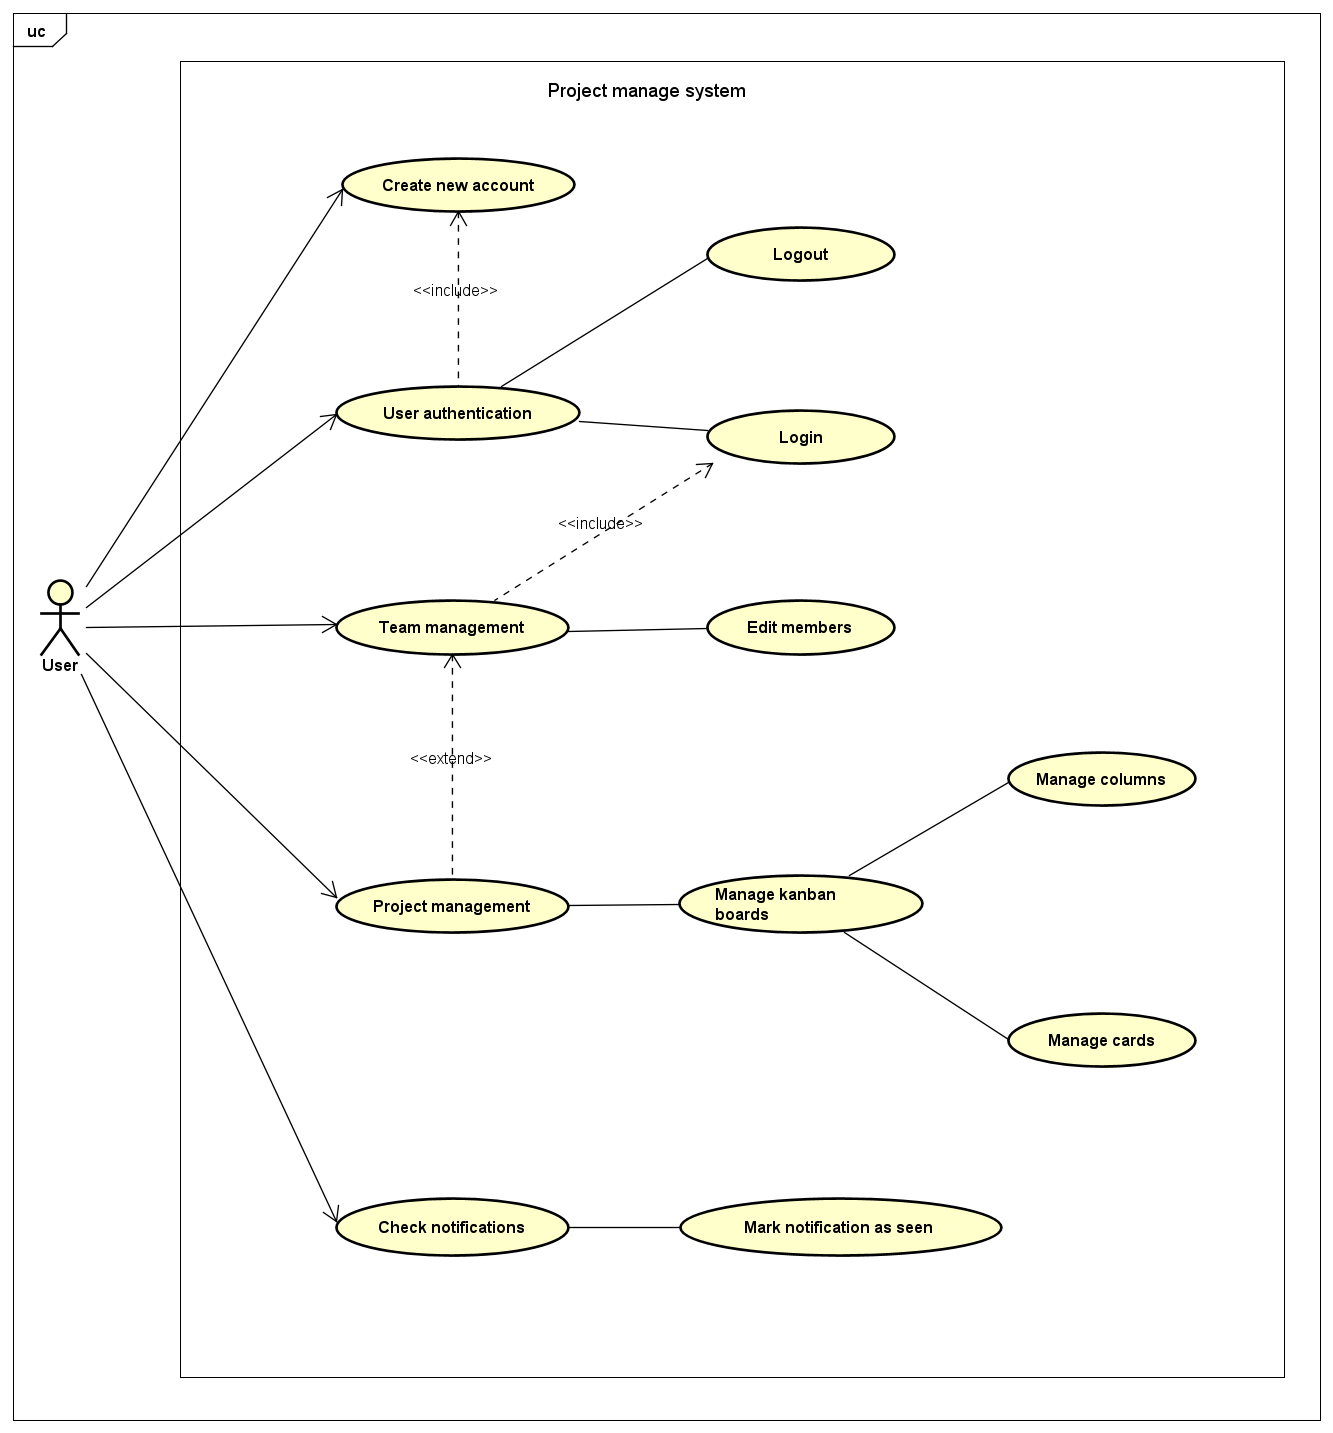 uc
Project manage system
Create new account
Logout
<<include>>
User authentication
Login
<<include>>
Team management
Edit members
User
<<extend>>
Manage columns
Project management
Manage kanban
boards
Manage cards
Check notifications
Mark notification as seen